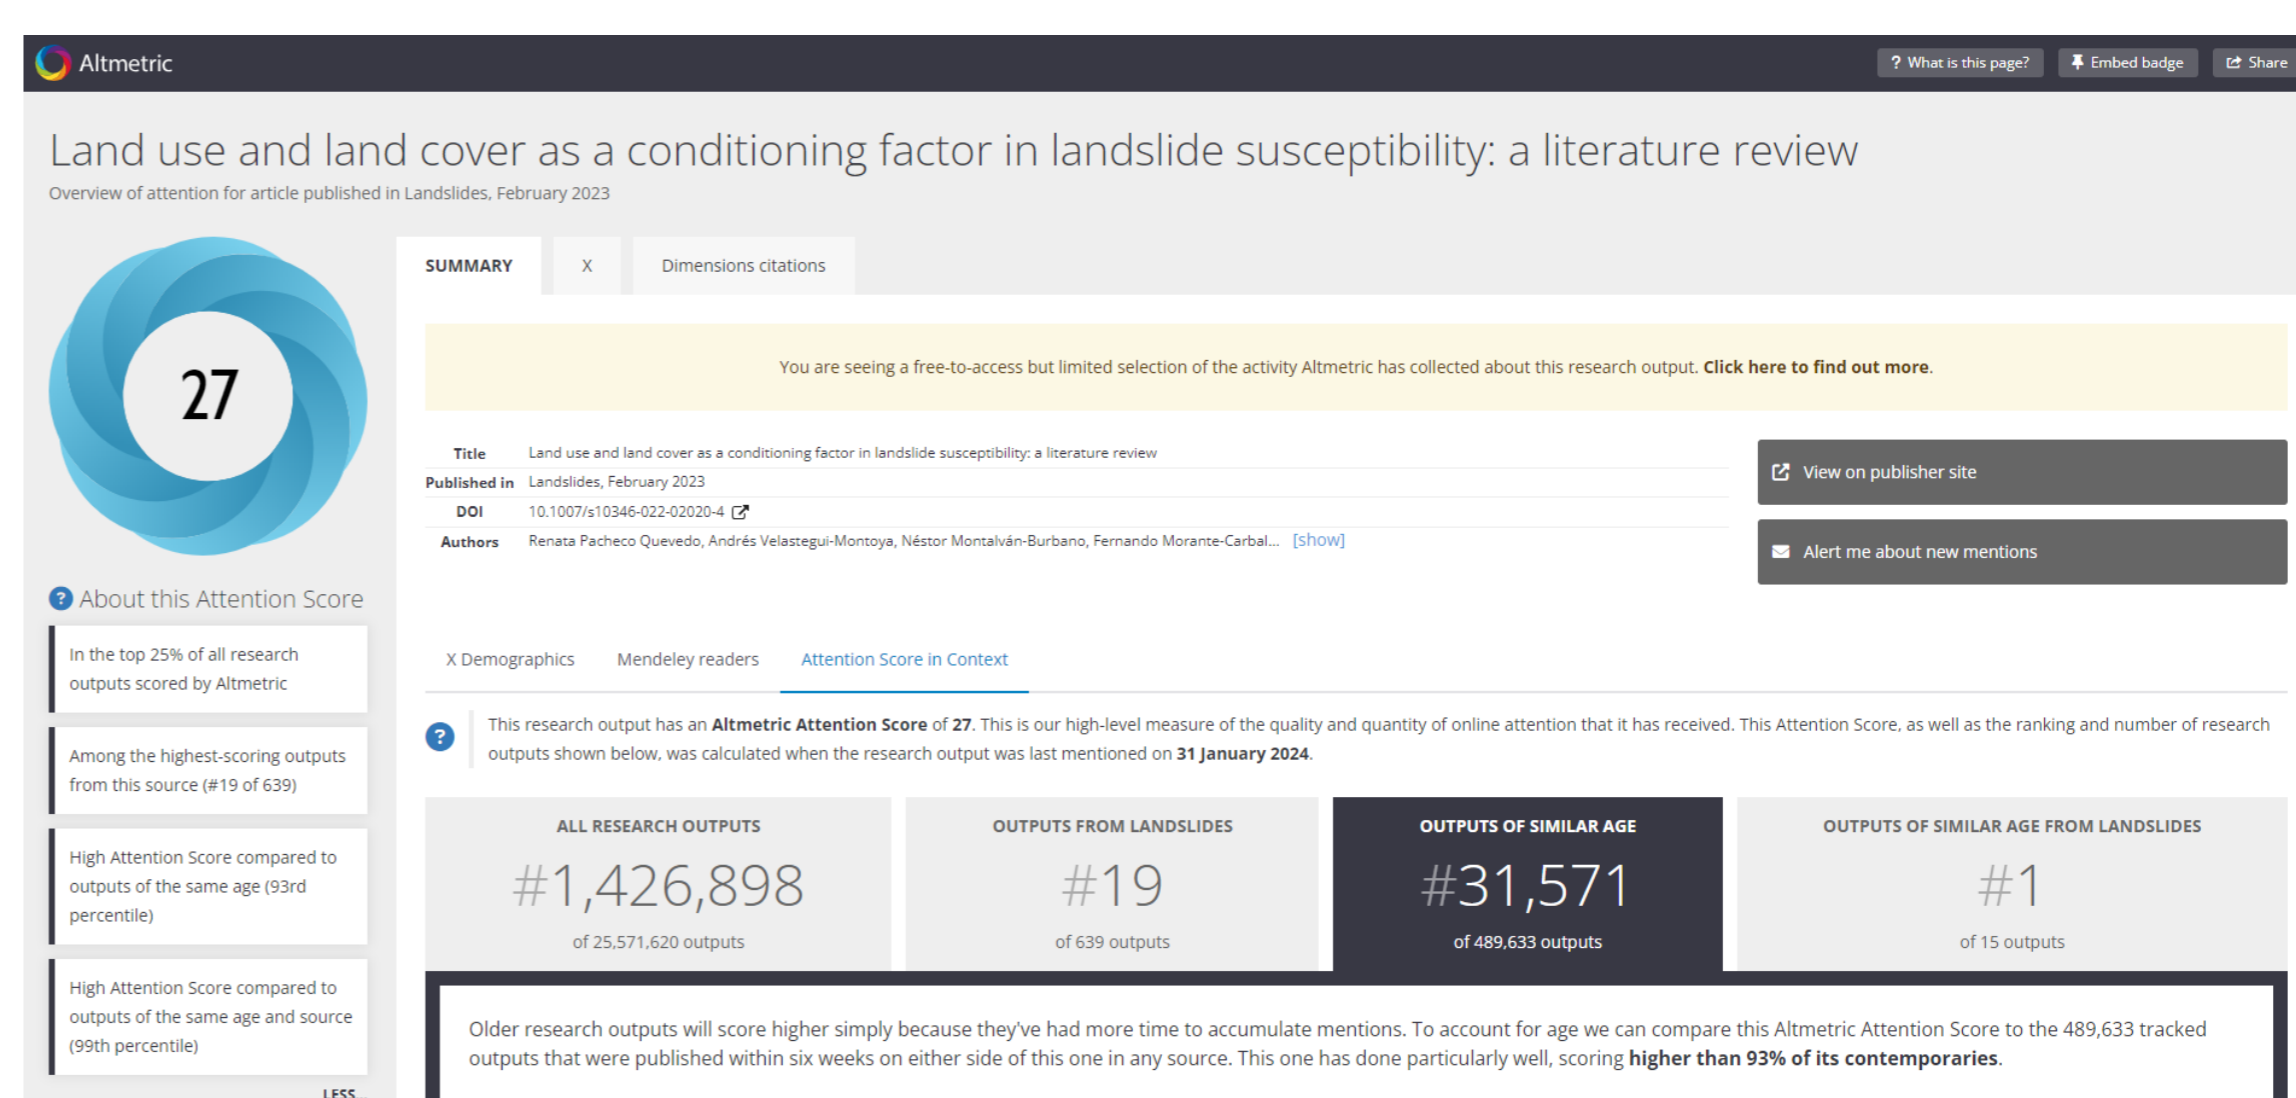 Altmetric
? What is this page?
Embed badge
Share
Land use and land cover as a conditioning factor in landslide susceptibility: a literature review
Overview of attention for article published in Landslides, February 2023
27
SUMMARY
X
Dimensions citations
You are seeing a free-to-access but limited selection of the activity Altmetric has collected about this research output. Click here to find out more.
Title Land use and land cover as a conditioning factor in landslide susceptibility: a literature review
Published in Landslides, February 2023
DOI 10.1007/s10346-022-02020-4
Authors Renata Pacheco Quevedo, Andrés Velastegui-Montoya, Néstor Montalván-Burbano, Fernando Morante-Carbal... [show]
View on publisher site
Alert me about new mentions
? About this Attention Score
In the top 25% of all research
outputs scored by Altmetric
Among the highest-scoring outputs
from this source (#19 of 639)
High Attention Score compared to
outputs of the same age (93rd
percentile)
High Attention Score compared to
outputs of the same age and source
(99th percentile)
LESS...
X Demographics
Mendeley readers
Attention Score in Context
? This research output has an Altmetric Attention Score of 27. This is our high-level measure of the quality and quantity of online attention that it has received. This Attention Score, as well as the ranking and number of research
outputs shown below, was calculated when the research output was last mentioned on 31 January 2024.
ALL RESEARCH OUTPUTS
#1,426,898
of 25,571,620 outputs
OUTPUTS FROM LANDSLIDES
#19
of 639 outputs
OUTPUTS OF SIMILAR AGE
#31,571
of 489,633 outputs
OUTPUTS OF SIMILAR AGE FROM LANDSLIDES
#1
of 15 outputs
Older research outputs will score higher simply because they've had more time to accumulate mentions. To account for age we can compare this Altmetric Attention Score to the 489,633 tracked
outputs that were published within six weeks on either side of this one in any source. This one has done particularly well, scoring higher than 93% of its contemporaries.